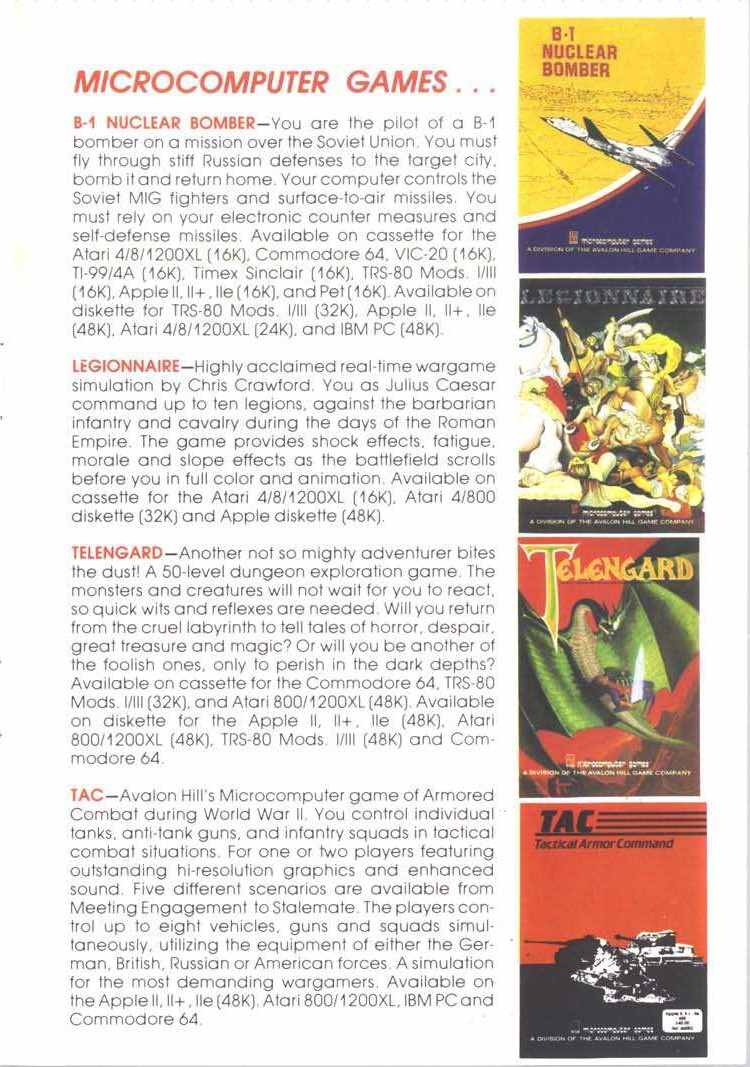 MICROCOMPUTER GAMES . . .
B-1 NUCLEAR BOMBER—You are the pilot of a B-1
bomber on a mission over the Soviet Union. You must
fly through stiff Russian defenses to the target city,
bomb it and return home. Your computer controls the
Soviet MIG fighters and surface-to-air missiles. You
must rely on your electronic counter measures and
self-defense missiles. Available on cassette for the
Atari 4/8/1200XL (16K), Commodore 64, VIC-20 (16K),
TI-99/4A (16K), Timex Sinclair (16K), TRS-80 Mods. I/III
(16K), Apple II, II+, IIe (16K), and Pet (16K). Available on
diskette for TRS-80 Mods. I/III (32K), Apple II, II+, IIe
(48K), Atari 4/8/1200XL (24K), and IBM PC (48K).
LEGIONNAIRE—Highly acclaimed real-time wargame
simulation by Chris Crawford. You as Julius Caesar
command up to ten legions, against the barbarian
infantry and cavalry during the days of the Roman
Empire. The game provides shock effects, fatigue,
morale and slope effects as the battlefield scrolls
before you in full color and animation. Available on
cassette for the Atari 4/8/1200XL (16K), Atari 4/800
diskette (32K) and Apple diskette (48K).
TELENGARD—Another not so mighty adventurer bites
the dust! A 50-level dungeon exploration game. The
monsters and creatures will not wait for you to react,
so quick wits and reflexes are needed. Will you return
from the cruel labyrinth to tell tales of horror, despair,
great treasure and magic? Or will you be another of
the foolish ones, only to perish in the dark depths?
Available on cassette for the Commodore 64, TRS-80
Mods. I/III (32K), and Atari 800/1200XL (48K). Available
on diskette for the Apple II, II+, IIe (48K), Atari
800/1200XL (48K), TRS-80 Mods. I/III (48K) and Com-
modore 64.
TAC—Avalon Hill's Microcomputer game of Armored
Combat during World War II. You control individual
tanks, anti-tank guns, and infantry squads in tactical
combat situations. For one or two players featuring
outstanding hi-resolution graphics and enhanced
sound. Five different scenarios are available from
Meeting Engagement to Stalemate. The players con-
trol up to eight vehicles, guns and squads simul-
taneously, utilizing the equipment of either the Ger-
man, British, Russian or American forces. A simulation
for the most demanding wargamers. Available on
the Apple II, II+, IIe (48K), Atari 800/1200XL, IBM PC and
Commodore 64.
B-1
NUCLEAR
BOMBER
microcomputer games
A DIVISION OF THE AVALON HILL GAME COMPANY
LEGIONNAIRE
microcomputer games
A DIVISION OF THE AVALON HILL GAME COMPANY
TELENGARD
microcomputer games
A DIVISION OF THE AVALON HILL GAME COMPANY
TAC
Tactical Armor Command
microcomputer games
A DIVISION OF THE AVALON HILL GAME COMPANY